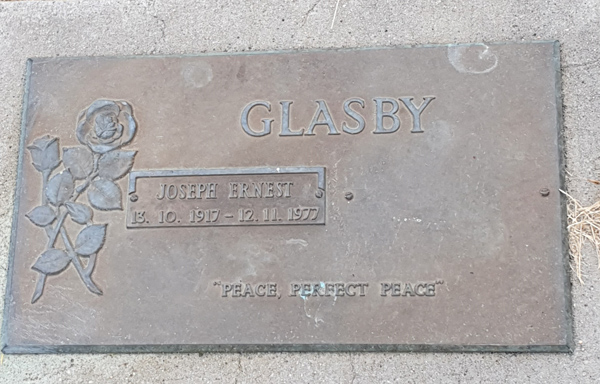 GLASBY
JOSEPH ERNEST
13. 10. 1917 - 12. 11. 1977
"PEACE, PERFECT PEACE"